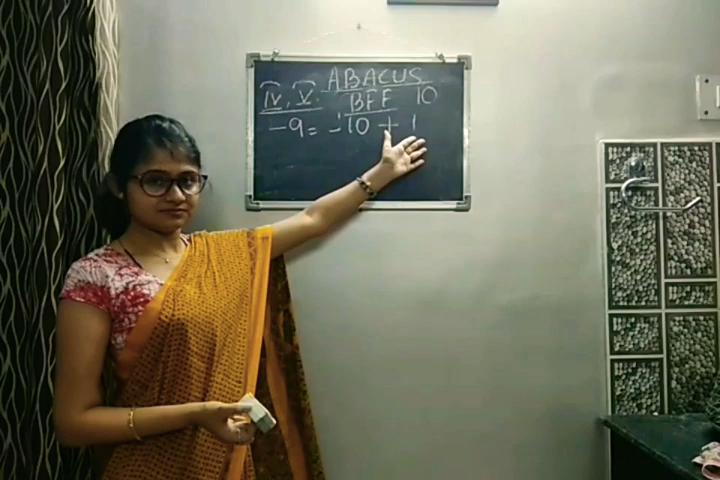 ABACUS
IV, V. BFF 10
-9 = -10 + 1